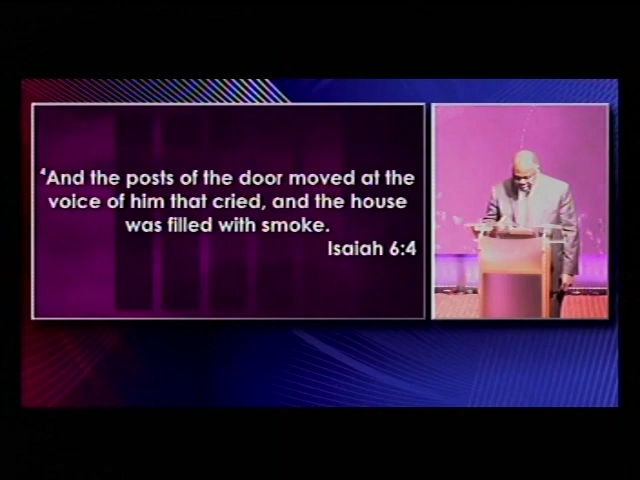 ⁴And the posts of the door moved at the
voice of him that cried, and the house
was filled with smoke.
Isaiah 6:4